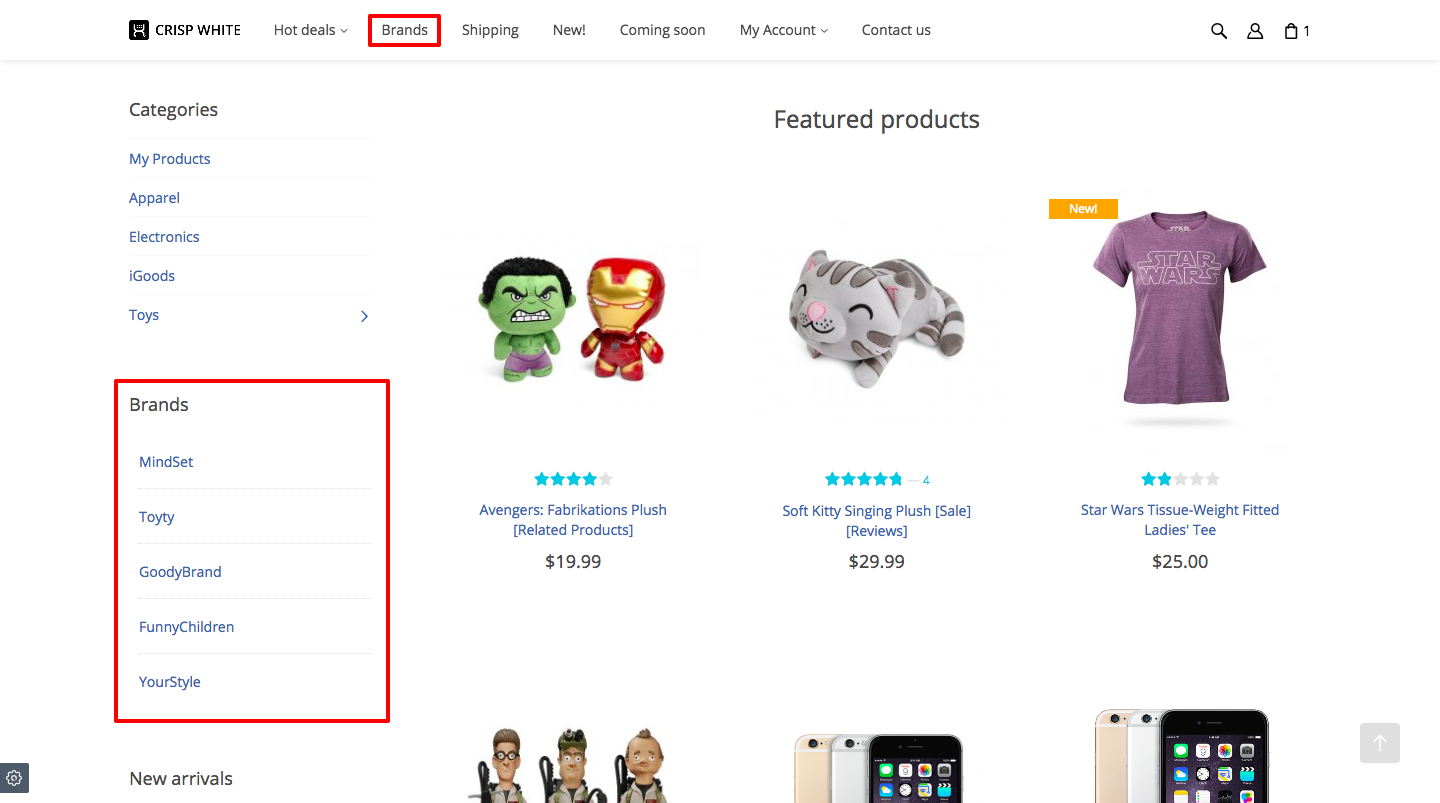 CRISP WHITE Hot deals Brands Shipping New! Coming soon My Account Contact us 1
Categories
My Products
Apparel
Electronics
iGoods
Toys
Brands
MindSet
Toyty
GoodyBrand
FunnyChildren
YourStyle
New arrivals
Featured products
New!
STAR
STAR
WARS
— 4
Avengers: Fabrikations Plush
[Related Products]
$19.99
Soft Kitty Singing Plush [Sale]
[Reviews]
$29.99
Star Wars Tissue-Weight Fitted
Ladies' Tee
$25.00